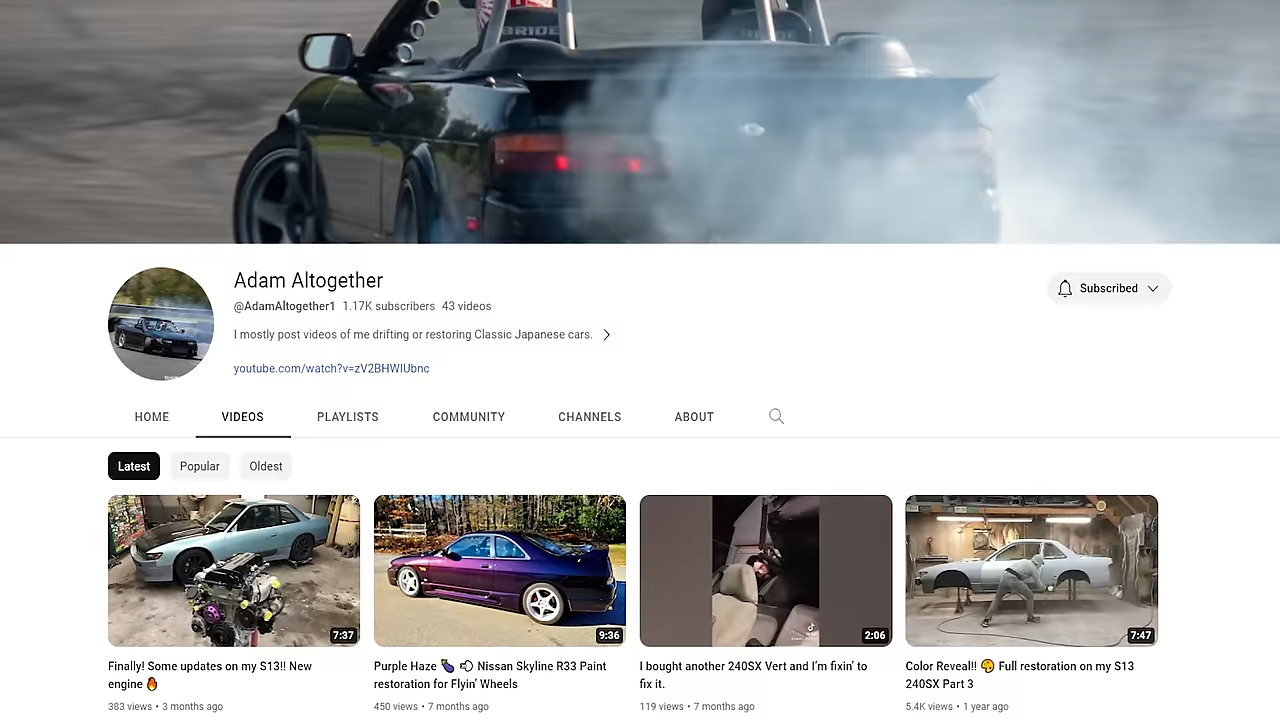 BRIDE
Adam Altogether
@AdamAltogether1 1.17K subscribers 43 videos
I mostly post videos of me drifting or restoring Classic Japanese cars.
youtube.com/watch?v=zV2BHWIUbnc
Subscribed
HOME VIDEOS PLAYLISTS COMMUNITY CHANNELS ABOUT
Latest Popular Oldest
7:37 9:36 2:06 7:47
Finally! Some updates on my S13!! New
engine 🔥
383 views • 3 months ago
Purple Haze 🍆 💨 Nissan Skyline R33 Paint
restoration for Flyin' Wheels
450 views • 7 months ago
I bought another 240SX Vert and I'm fixin' to
fix it.
119 views • 7 months ago
Color Reveal!! 🎨 Full restoration on my S13
240SX Part 3
5.4K views • 1 year ago